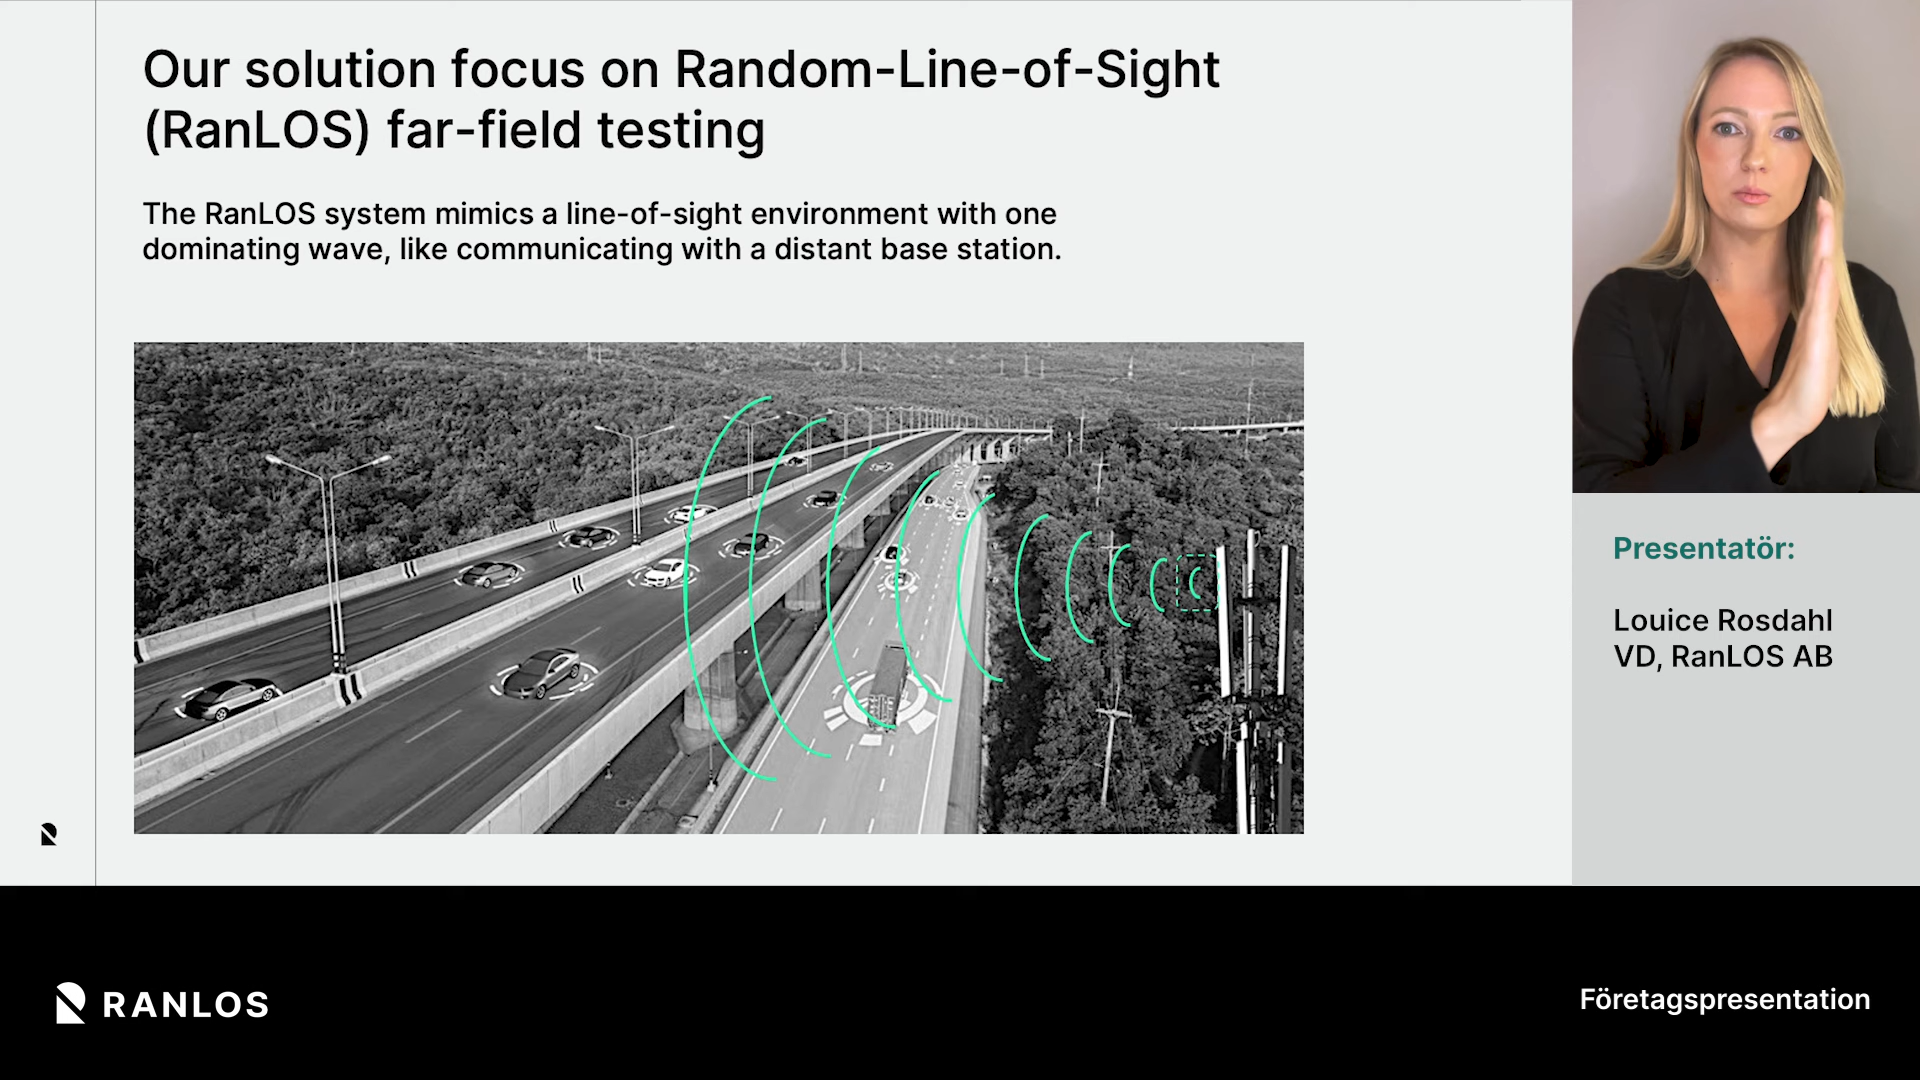 Our solution focus on Random-Line-of-Sight
(RanLOS) far-field testing
The RanLOS system mimics a line-of-sight environment with one
dominating wave, like communicating with a distant base station.
Presentatör:
Louice Rosdahl
VD, RanLOS AB
RANLOS
Företagspresentation